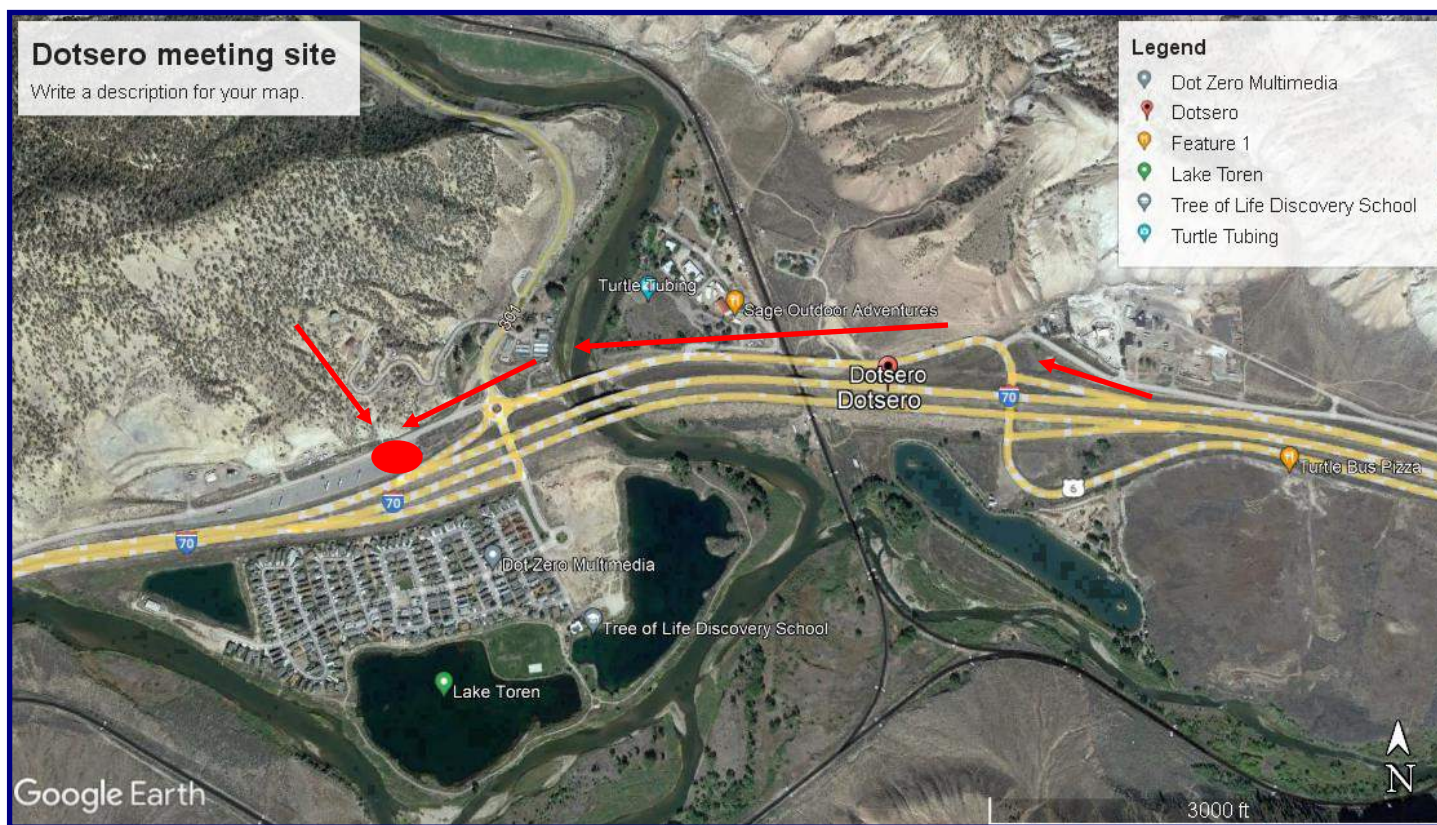 Dotsero meeting site
Write a description for your map.
Legend
Dot Zero Multimedia
Dotsero
Feature 1
Lake Toren
Tree of Life Discovery School
Turtle Tubing
301
Turtle Tubing
Sage Outdoor Adventures
Dotsero
Dotsero
70
Turtle Bus Pizza
6
70
70
Dot Zero Multimedia
Tree of Life Discovery School
Lake Toren
Google Earth
N
3000 ft